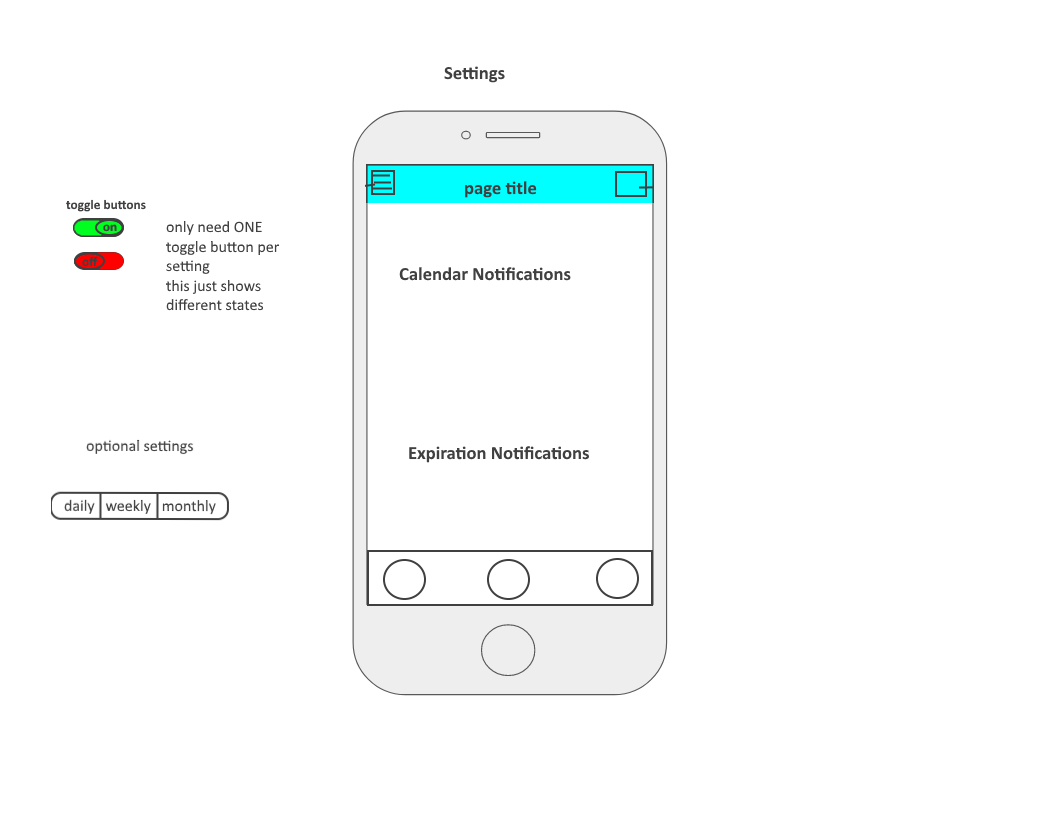 Settings
page title
toggle buttons
on
off
only need ONE
toggle button per
setting
this just shows
different states
Calendar Notifications
optional settings
Expiration Notifications
daily weekly monthly